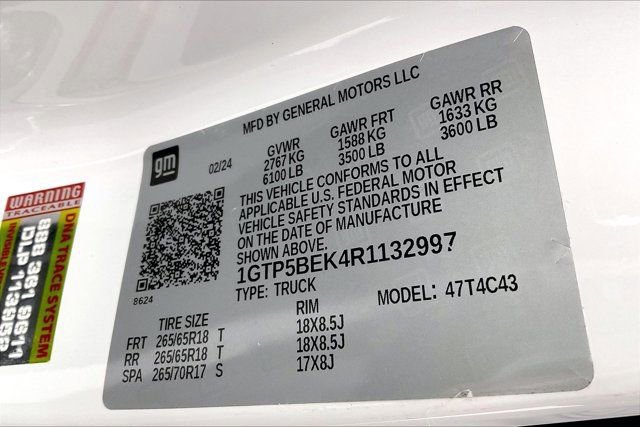 MFD BY GENERAL MOTORS LLC
gm
02/24
GVWR GAWR FRT GAWR RR
2767 KG 1588 KG 1633 KG
6100 LB 3500 LB 3600 LB
THIS VEHICLE CONFORMS TO ALL
APPLICABLE U.S. FEDERAL MOTOR
VEHICLE SAFETY STANDARDS IN EFFECT
ON THE DATE OF MANUFACTURE
SHOWN ABOVE.
1GTP5BEK4R1132997
TYPE: TRUCK
MODEL: 47T4C43
8624
TIRE SIZE RIM
FRT 265/65R18 T 18X8.5J
RR 265/65R18 T 18X8.5J
SPA 265/70R17 S 17X8J
WARNING
TRACEABLE
DNA TRACE SYSTEM
888 361 5611